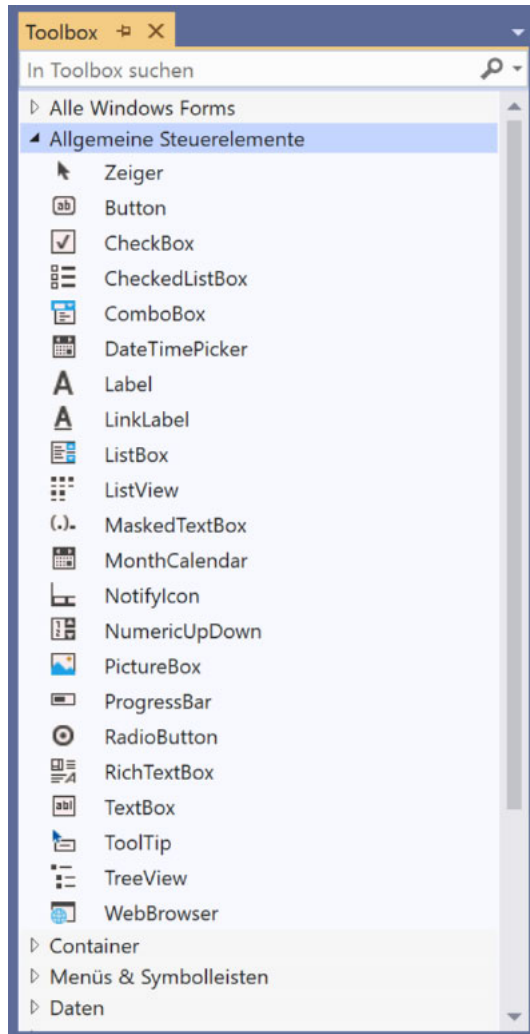 Toolbox
In Toolbox suchen
Alle Windows Forms
Allgemeine Steuerelemente
Zeiger
Button
CheckBox
CheckedListBox
ComboBox
DateTimePicker
Label
LinkLabel
ListBox
ListView
MaskedTextBox
MonthCalendar
NotifyIcon
NumericUpDown
PictureBox
ProgressBar
RadioButton
RichTextBox
TextBox
ToolTip
TreeView
WebBrowser
Container
Menüs & Symbolleisten
Daten